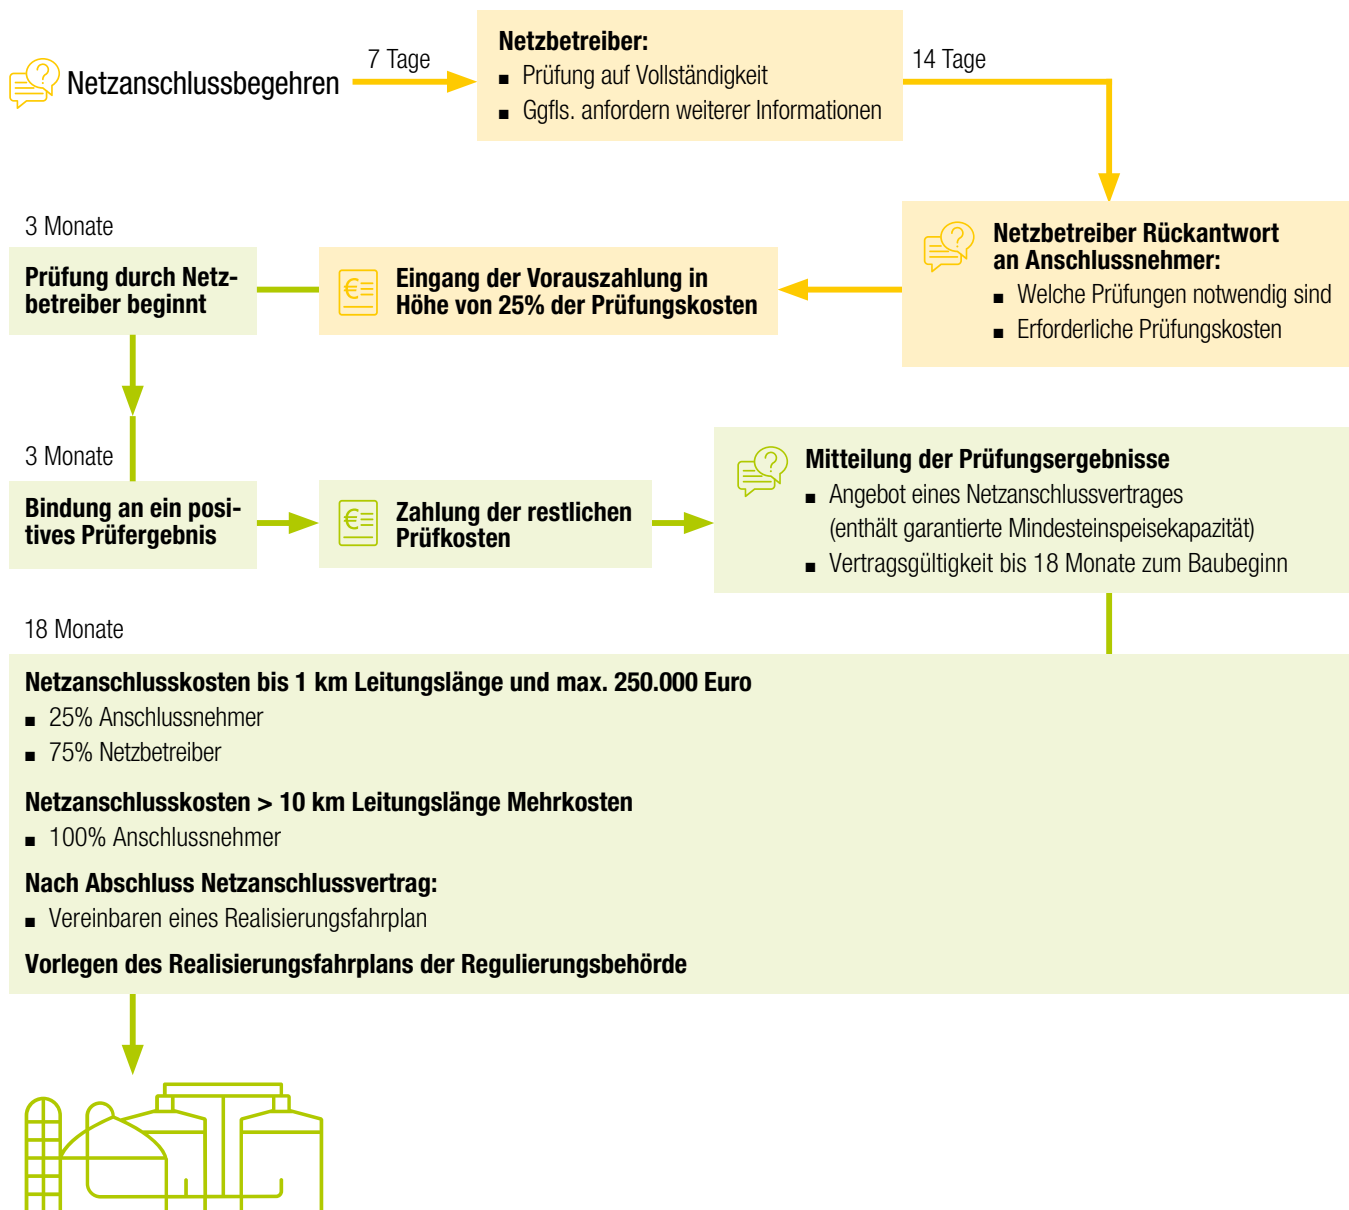 Netzanschlussbegehren
7 Tage
Netzbetreiber:
▪ Prüfung auf Vollständigkeit
▪ Ggfls. anfordern weiterer Informationen
14 Tage
Netzbetreiber Rückantwort
an Anschlussnehmer:
▪ Welche Prüfungen notwendig sind
▪ Erforderliche Prüfungskosten
Eingang der Vorauszahlung in
Höhe von 25% der Prüfungskosten
3 Monate
Prüfung durch Netz-
betreiber beginnt
3 Monate
Bindung an ein posi-
tives Prüfergebnis
Zahlung der restlichen
Prüfkosten
Mitteilung der Prüfungsergebnisse
▪ Angebot eines Netzanschlussvertrages
(enthält garantierte Mindesteinspeisekapazität)
▪ Vertragsgültigkeit bis 18 Monate zum Baubeginn
18 Monate
Netzanschlusskosten bis 1 km Leitungslänge und max. 250.000 Euro
▪ 25% Anschlussnehmer
▪ 75% Netzbetreiber
Netzanschlusskosten > 10 km Leitungslänge Mehrkosten
▪ 100% Anschlussnehmer
Nach Abschluss Netzanschlussvertrag:
▪ Vereinbaren eines Realisierungsfahrplan
Vorlegen des Realisierungsfahrplans der Regulierungsbehörde